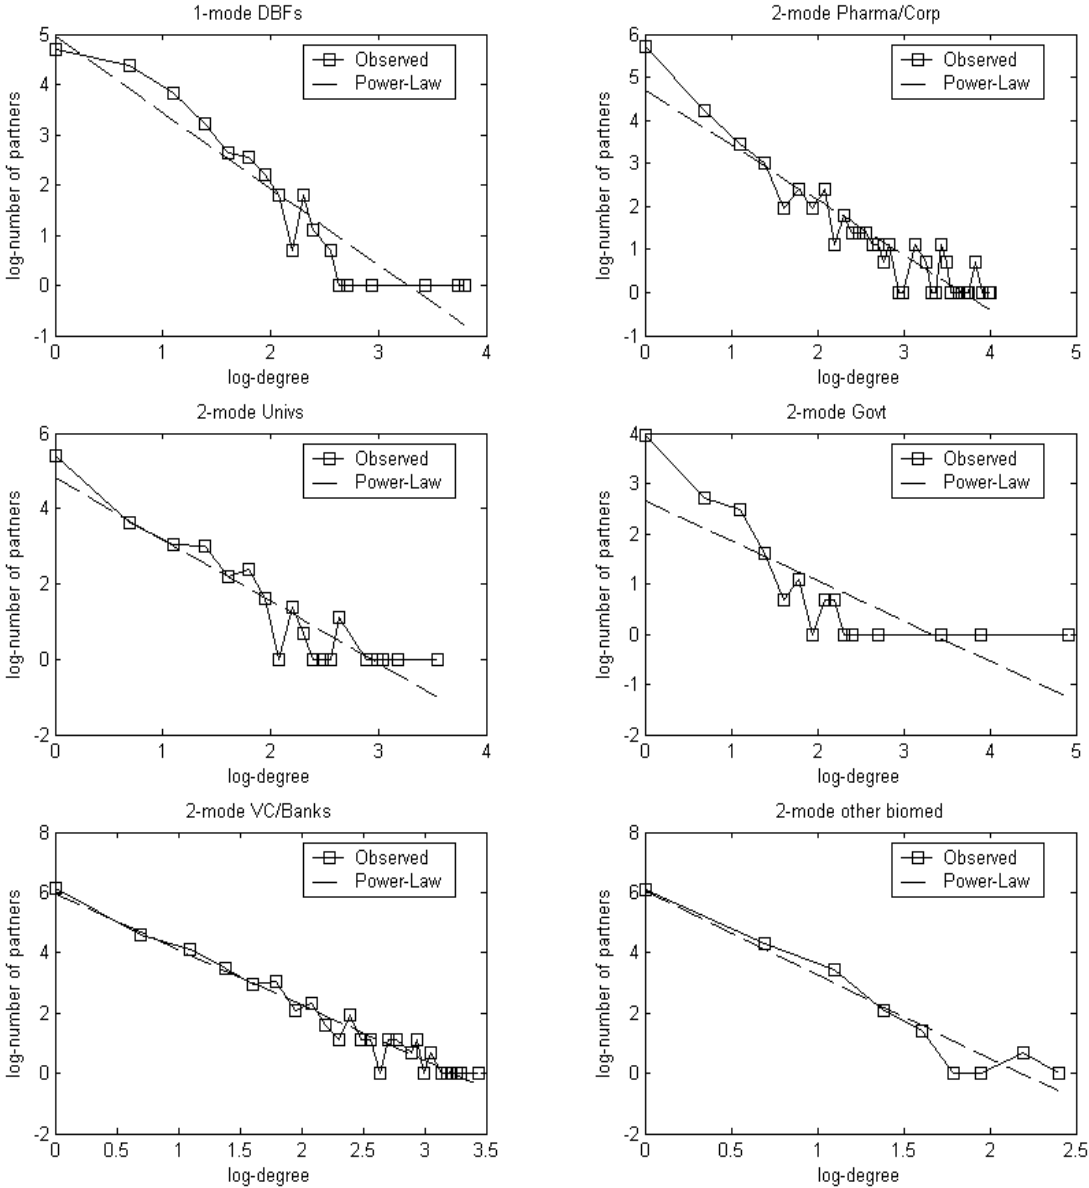 1-mode DBFs
5
4
3
2
1
0
-1
0 1 2 3 4
log-number of partners
log-degree
Observed
Power-Law
2-mode Pharma/Corp
6
5
4
3
2
1
0
-1
0 1 2 3 4 5
log-number of partners
log-degree
Observed
Power-Law
2-mode Univs
6
4
2
0
-2
0 1 2 3 4
log-number of partners
log-degree
Observed
Power-Law
2-mode Govt
4
3
2
1
0
-1
-2
0 1 2 3 4 5
log-number of partners
log-degree
Observed
Power-Law
2-mode VC/Banks
8
6
4
2
0
-2
0 0.5 1 1.5 2 2.5 3 3.5
log-number of partners
log-degree
Observed
Power-Law
2-mode other biomed
8
6
4
2
0
-2
0 0.5 1 1.5 2 2.5
log-number of partners
log-degree
Observed
Power-Law